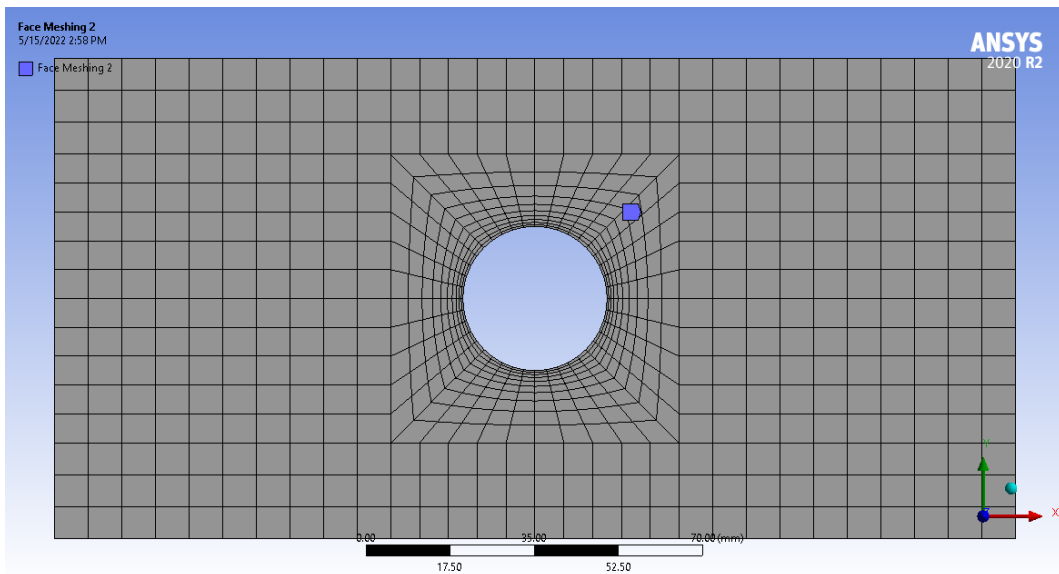 Face Meshing 2
5/15/2022 2:58 PM
Face Meshing 2
ANSYS
2020 R2
Y
X
0.00 35.00 70.00 (mm)
17.50 52.50